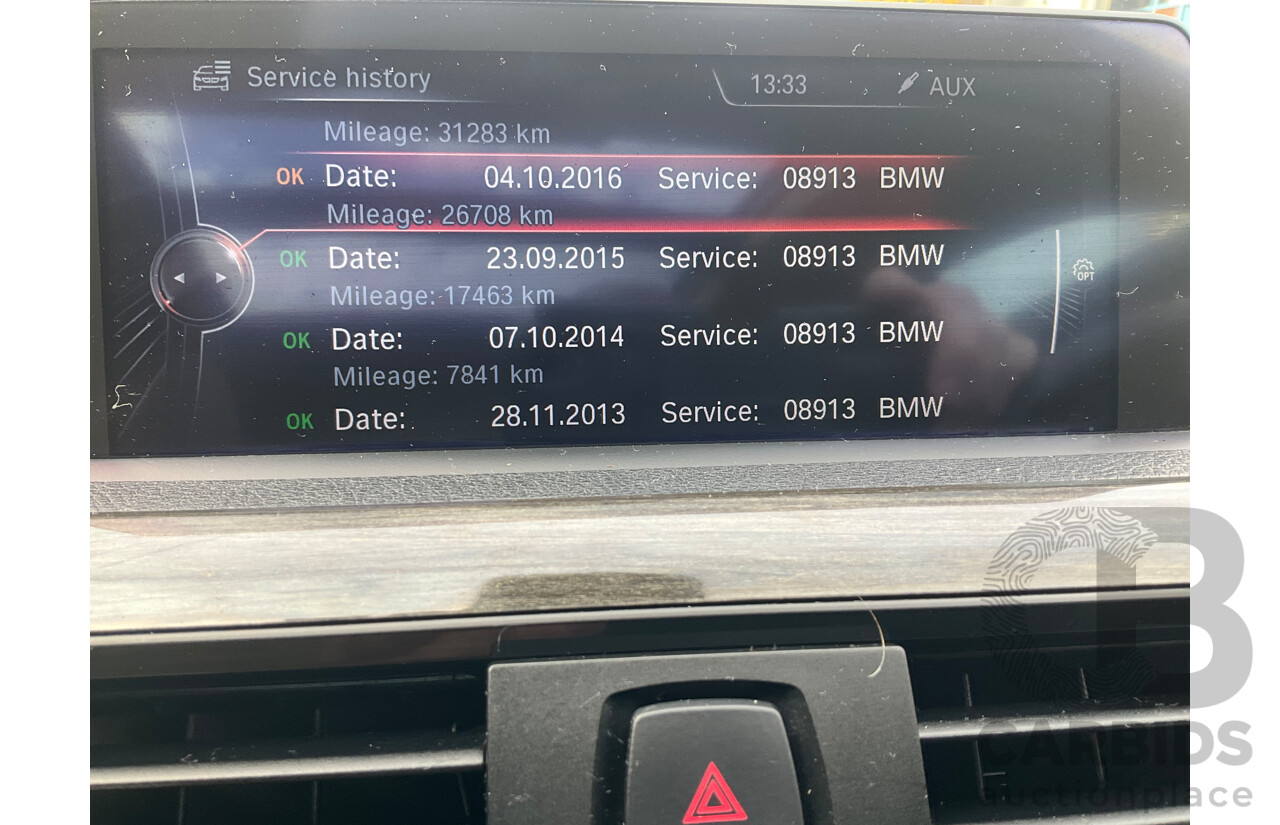 Service history
13:33
AUX
Mileage: 31283 km
OK Date: 04.10.2016 Service: 08913 BMW
Mileage: 26708 km
OK Date: 23.09.2015 Service: 08913 BMW
Mileage: 17463 km
OPT
OK Date: 07.10.2014 Service: 08913 BMW
Mileage: 7841 km
OK Date: 28.11.2013 Service: 08913 BMW
CB
CARBIDS
auctionplace